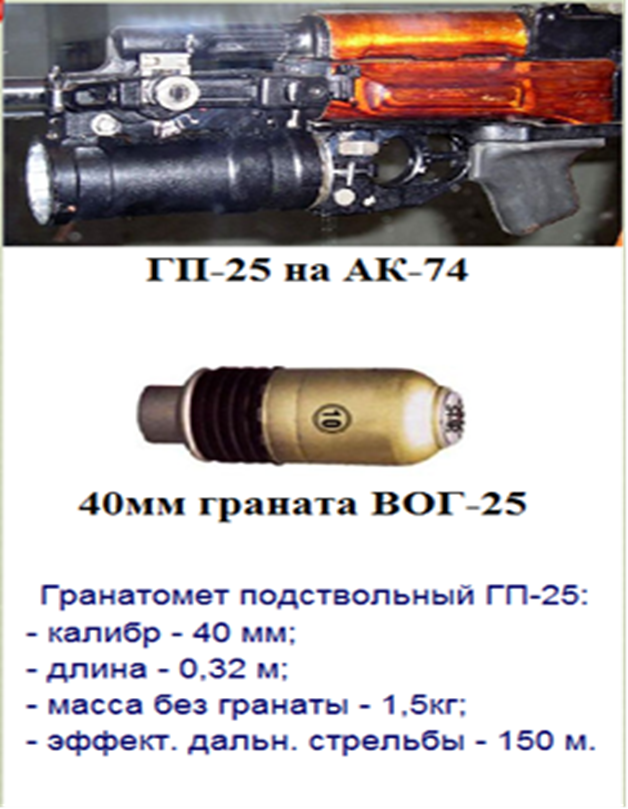 ГП-25 на АК-74
10
40мм граната ВОГ-25
Гранатомет подствольный ГП-25:
- калибр - 40 мм;
- длина - 0,32 м;
- масса без гранаты - 1,5кг;
- эффект. дальн. стрельбы - 150 м.